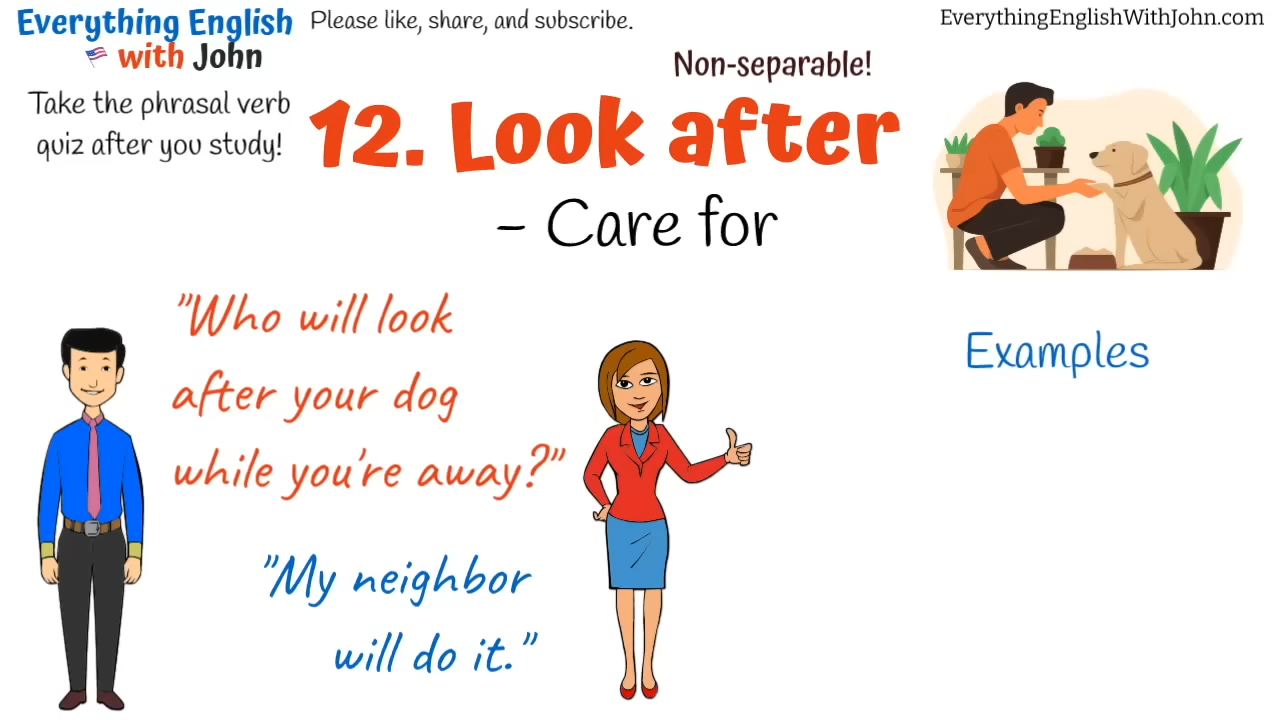 Everything English
with John
Please like, share, and subscribe.
EverythingEnglishWithJohn.com
Take the phrasal verb
quiz after you study!
Non-separable!
12. Look after
- Care for
"Who will look
after your dog
while you're away?"
"My neighbor
will do it."
Examples